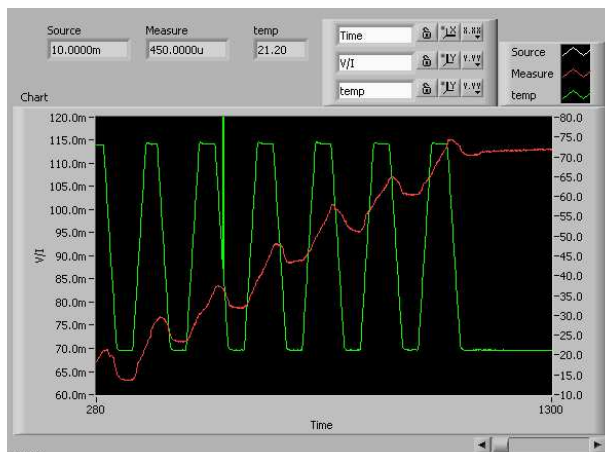 Source Measure temp
10.0000m 450.0000u 21.20
Time X.XX
V/I Y.YY
temp Y.YY
Source
Measure
temp
Chart
120.0m
115.0m
110.0m
105.0m
100.0m
95.0m
90.0m
85.0m
80.0m
75.0m
70.0m
65.0m
60.0m
V/I
80.0
75.0
70.0
65.0
60.0
55.0
50.0
45.0
40.0
35.0
30.0
25.0
20.0
15.0
10.0
280 1300
Time